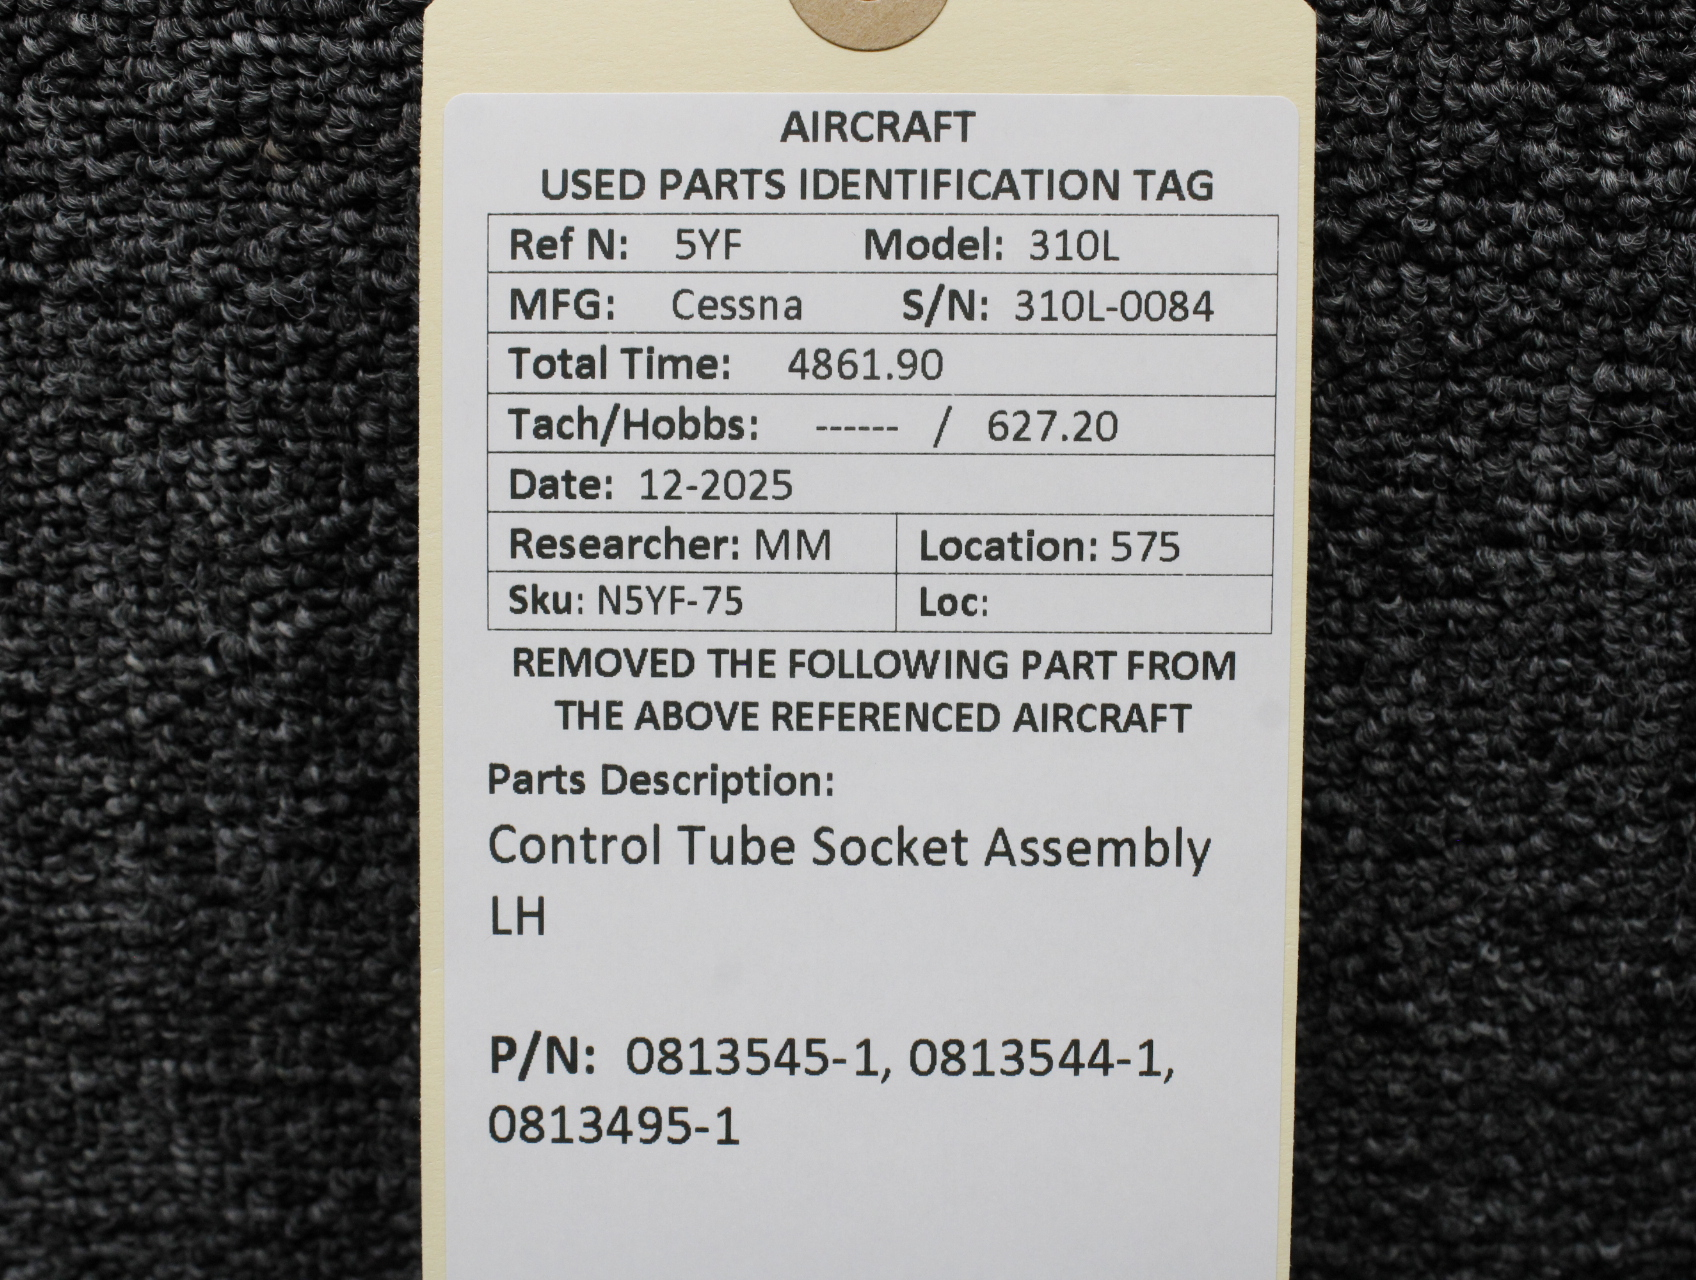 AIRCRAFT
USED PARTS IDENTIFICATION TAG
Ref N: 5YF Model: 310L
MFG: Cessna S/N: 310L-0084
Total Time: 4861.90
Tach/Hobbs: ------ / 627.20
Date: 12-2025
Researcher: MM Location: 575
Sku: N5YF-75 Loc:
REMOVED THE FOLLOWING PART FROM
THE ABOVE REFERENCED AIRCRAFT
Parts Description:
Control Tube Socket Assembly
LH
P/N: 0813545-1, 0813544-1,
0813495-1